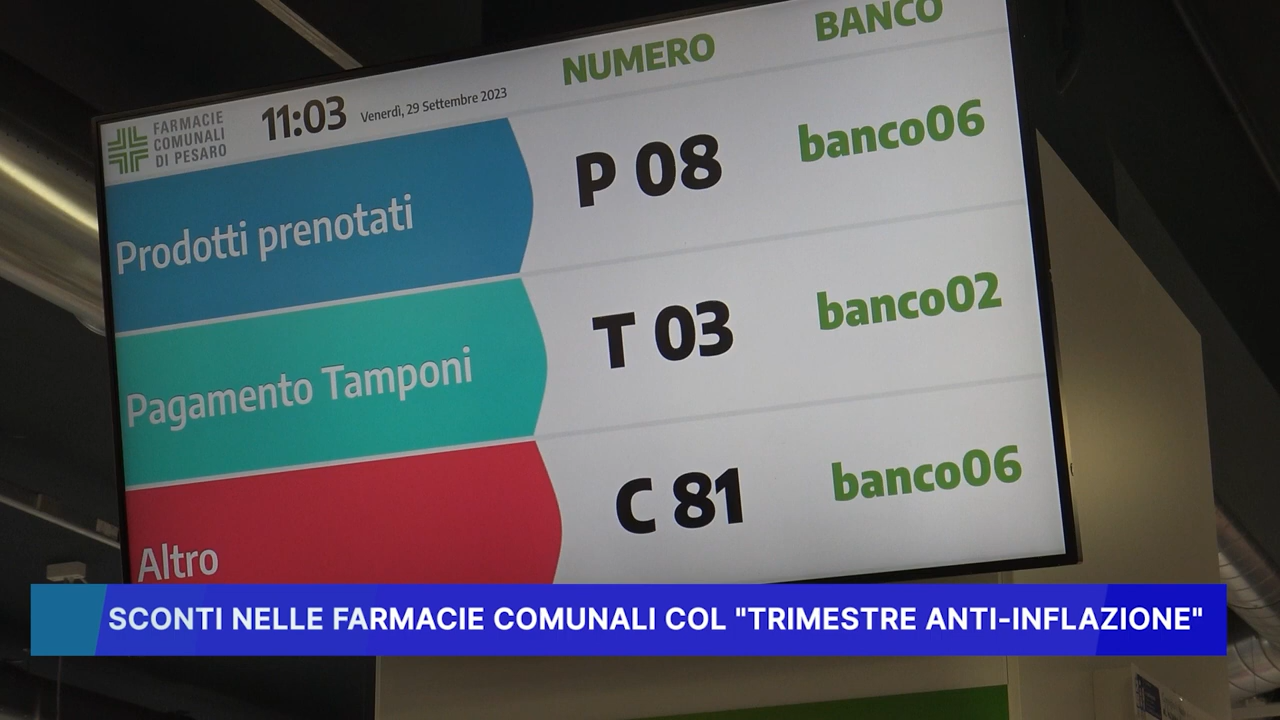 FARMACIE
COMUNALI
DI PESARO
11:03
Venerdì, 29 Settembre 2023
NUMERO
BANCO
Prodotti prenotati
P 08
banco06
Pagamento Tamponi
T 03
banco02
Altro
C 81
banco06
SCONTI NELLE FARMACIE COMUNALI COL "TRIMESTRE ANTI-INFLAZIONE"